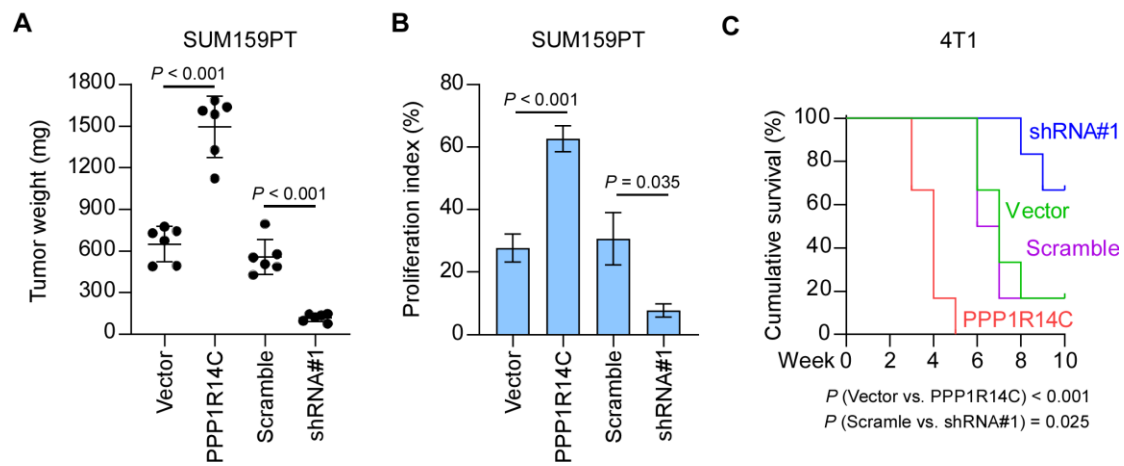 A
SUM159PT
Tumor weight (mg)
1800
1500
1200
900
600
300
0
P < 0.001
P < 0.001
Vector
PPP1R14C
Scramble
shRNA#1
B
SUM159PT
Proliferation index (%)
80
60
40
20
0
P < 0.001
P = 0.035
Vector
PPP1R14C
Scramble
shRNA#1
C
4T1
Cumulative survival (%)
100
80
60
40
20
0
shRNA#1
Vector
Scramble
PPP1R14C
Week 0 2 4 6 8 10
P (Vector vs. PPP1R14C) < 0.001
P (Scramle vs. shRNA#1) = 0.025